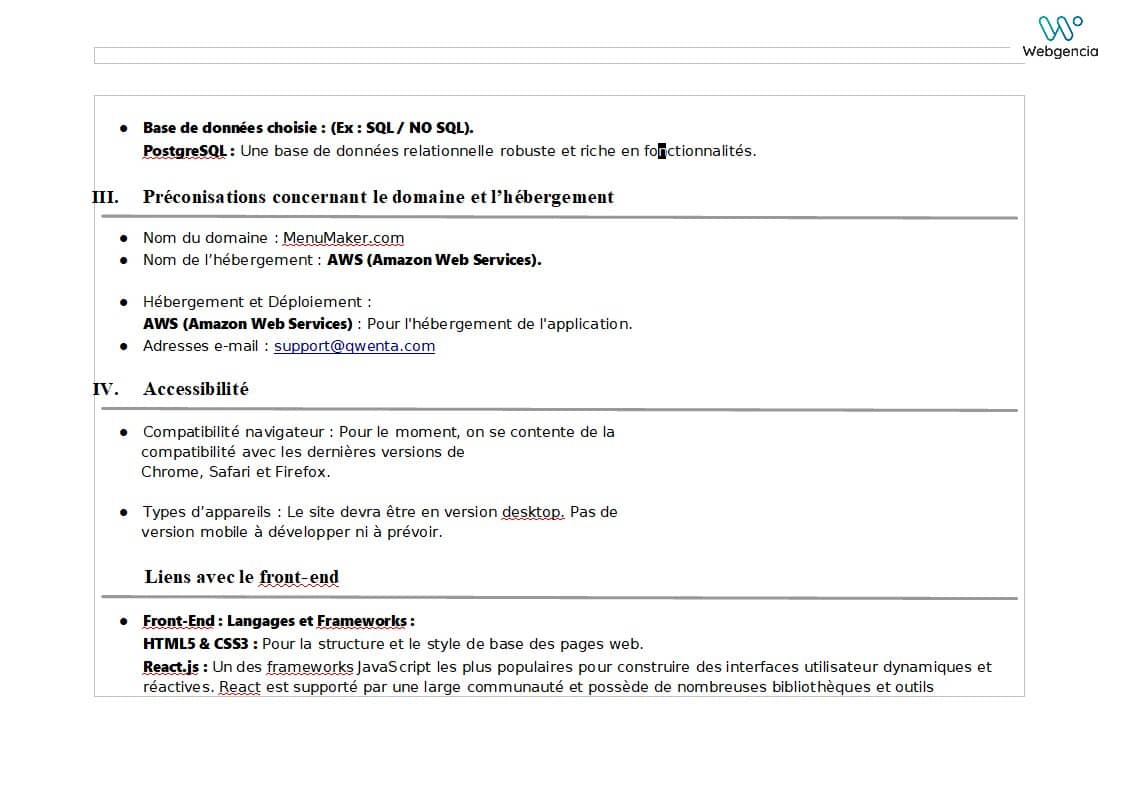 Webgencia
● Base de données choisie : (Ex : SQL / NO SQL).
PostgreSQL : Une base de données relationnelle robuste et riche en fonctionnalités.
III. Préconisations concernant le domaine et l’hébergement
● Nom du domaine : MenuMaker.com
● Nom de l’hébergement : AWS (Amazon Web Services).
● Hébergement et Déploiement :
AWS (Amazon Web Services) : Pour l'hébergement de l'application.
● Adresses e-mail : support@qwenta.com
IV. Accessibilité
● Compatibilité navigateur : Pour le moment, on se contente de la
compatibilité avec les dernières versions de
Chrome, Safari et Firefox.
● Types d’appareils : Le site devra être en version desktop. Pas de
version mobile à développer ni à prévoir.
Liens avec le front-end
● Front-End : Langages et Frameworks :
HTML5 & CSS3 : Pour la structure et le style de base des pages web.
React.js : Un des frameworks JavaScript les plus populaires pour construire des interfaces utilisateur dynamiques et
réactives. React est supporté par une large communauté et possède de nombreuses bibliothèques et outils